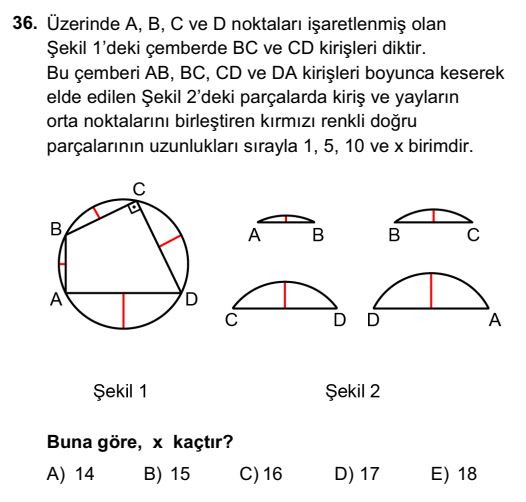 36. Üzerinde A, B, C ve D noktaları işaretlenmiş olan
Şekil 1'deki çemberde BC ve CD kirişleri diktir.
Bu çemberi AB, BC, CD ve DA kirişleri boyunca keserek
elde edilen Şekil 2'deki parçalarda kiriş ve yayların
orta noktalarını birleştiren kırmızı renkli doğru
parçalarının uzunlukları sırayla 1, 5, 10 ve x birimdir.
C
B
A
D
A B
B C
C D
D A
Şekil 1
Şekil 2
Buna göre, x kaçtır?
A) 14 B) 15 C) 16 D) 17 E) 18